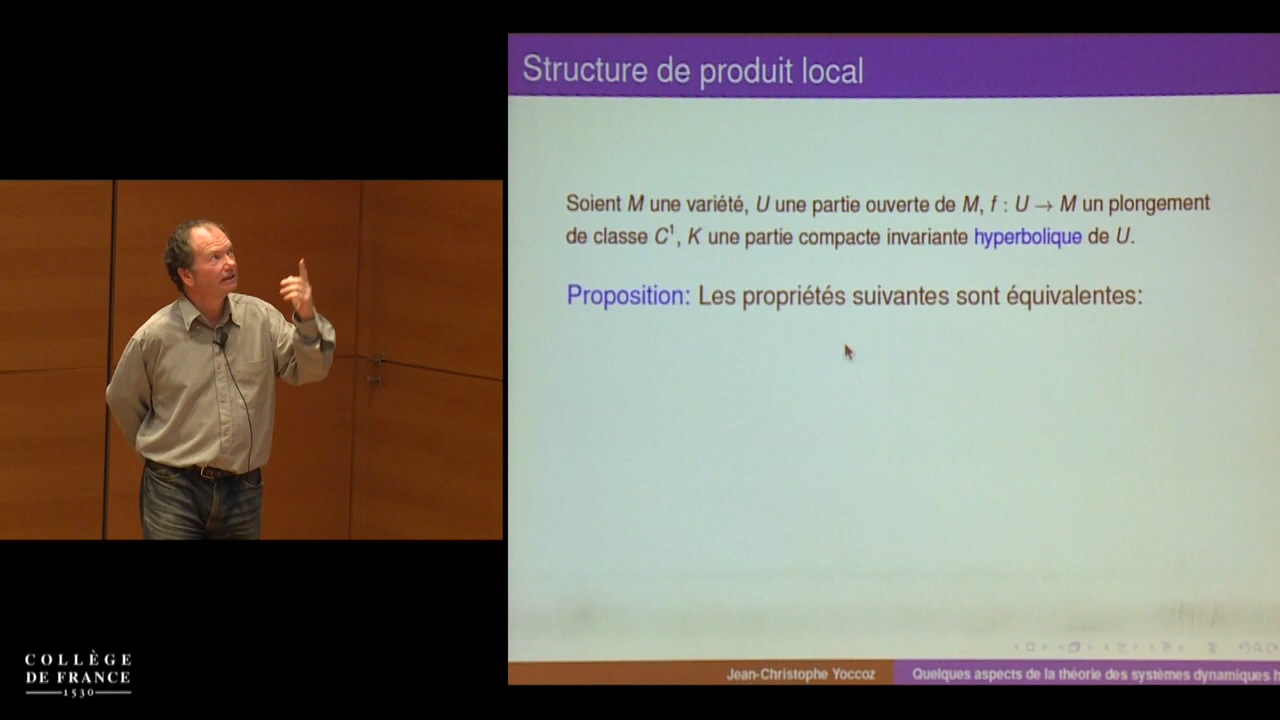 Structure de produit local
Soient M une variété, U une partie ouverte de M, f : U → M un plongement
de classe C¹, K une partie compacte invariante hyperbolique de U.
Proposition: Les propriétés suivantes sont équivalentes:
Jean-Christophe Yoccoz
Quelques aspects de la théorie des systèmes dynamiques h
COLLÈGE
DE FRANCE
1530